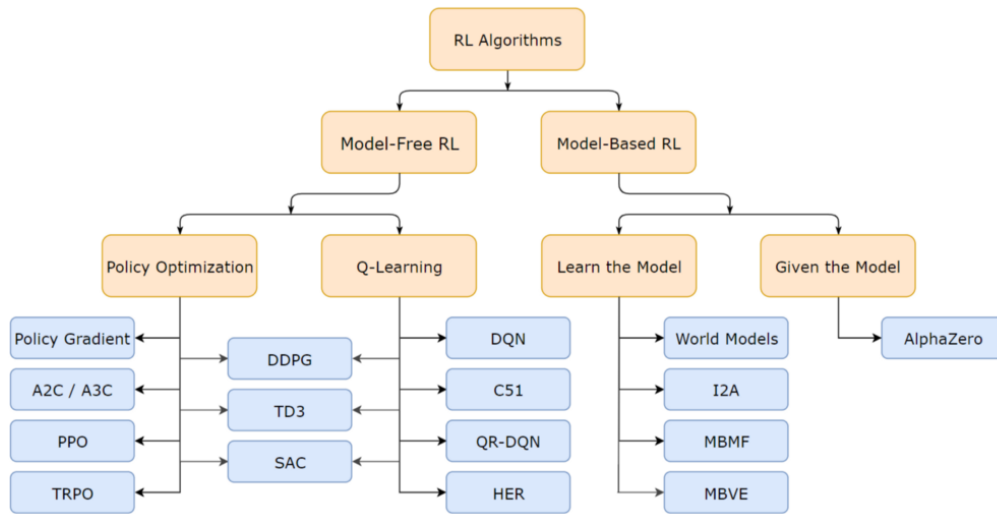 RL Algorithms
Model-Free RL
Model-Based RL
Policy Optimization
Q-Learning
Learn the Model
Given the Model
Policy Gradient
DDPG
DQN
World Models
AlphaZero
A2C / A3C
TD3
C51
I2A
PPO
SAC
QR-DQN
MBMF
TRPO
HER
MBVE